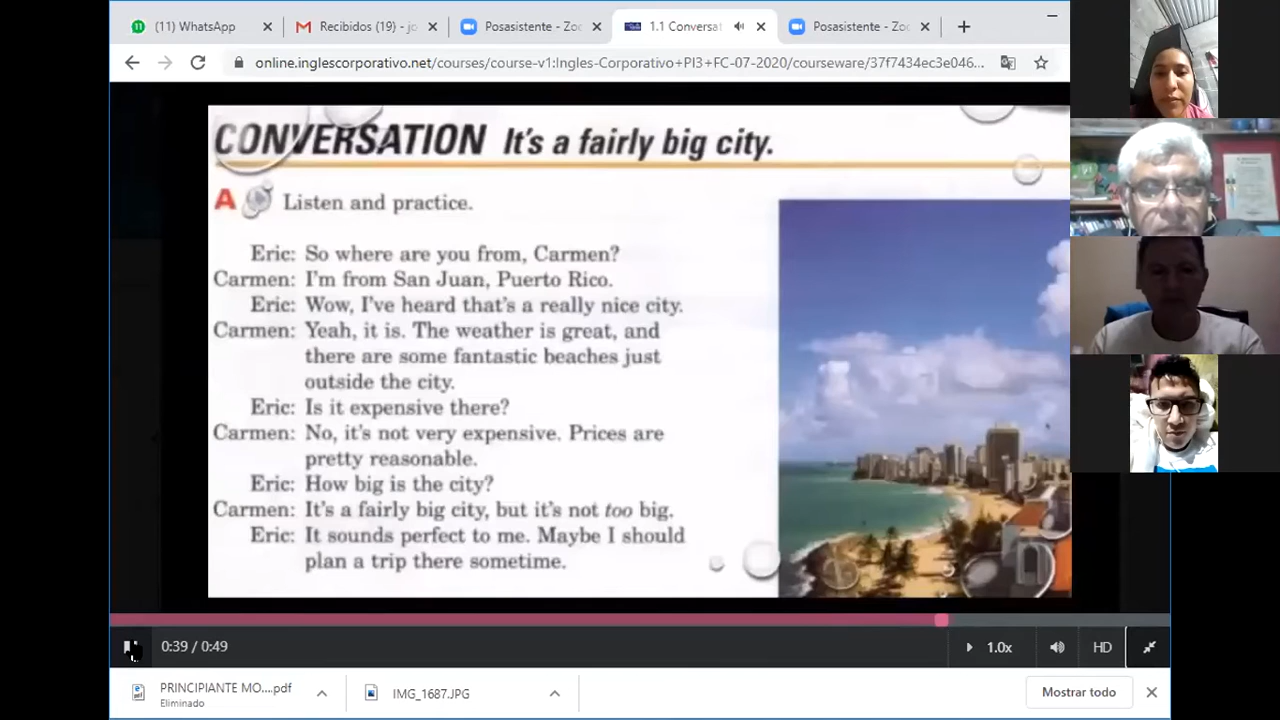 (11) WhatsApp
Recibidos (19) - jo
Posasistente - Zoo
1.1 Conversat
Posasistente - Zoo
online.inglescorporativo.net/courses/course-v1:Ingles-Corporativo+PI3+FC-07-2020/courseware/37f7434ec3e046...
CONVERSATION It's a fairly big city.
A Listen and practice.
Eric: So where are you from, Carmen?
Carmen: I'm from San Juan, Puerto Rico.
Eric: Wow, I've heard that's a really nice city.
Carmen: Yeah, it is. The weather is great, and
there are some fantastic beaches just
outside the city.
Eric: Is it expensive there?
Carmen: No, it's not very expensive. Prices are
pretty reasonable.
Eric: How big is the city?
Carmen: It's a fairly big city, but it's not too big.
Eric: It sounds perfect to me. Maybe I should
plan a trip there sometime.
0:39 / 0:49
1.0x
HD
PRINCIPIANTE MO....pdf
Eliminado
IMG_1687.JPG
Mostrar todo